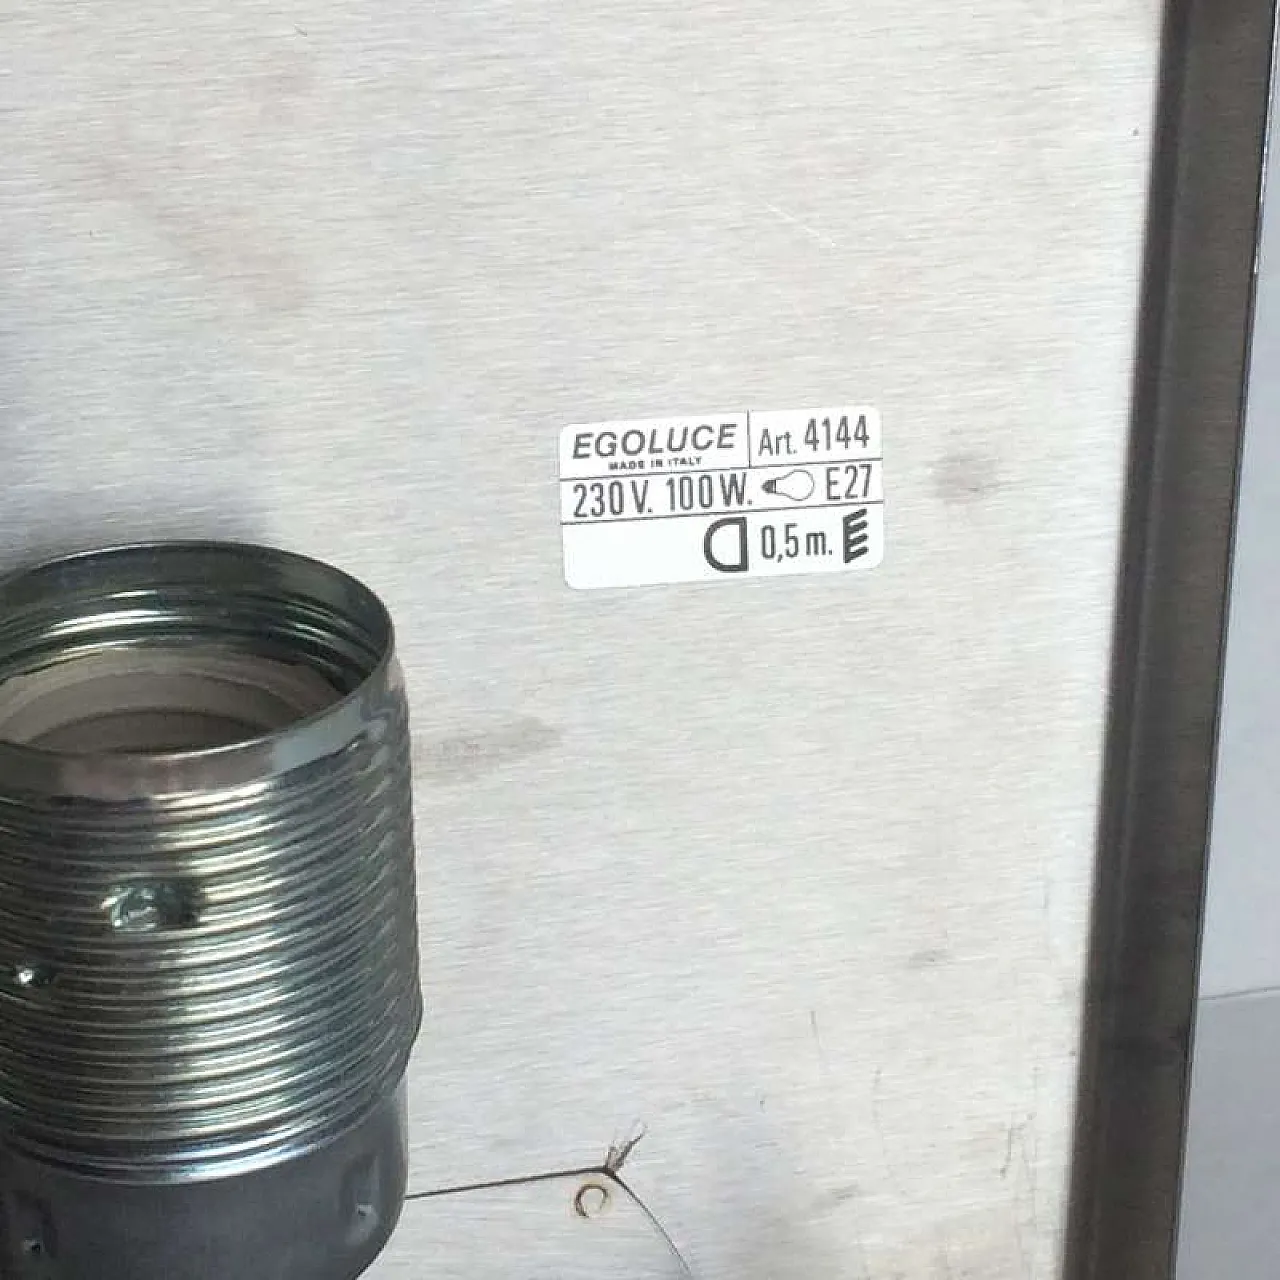 EGOLUCE Art. 4144
MADE IN ITALY
230 V. 100 W. E27
0,5 m.